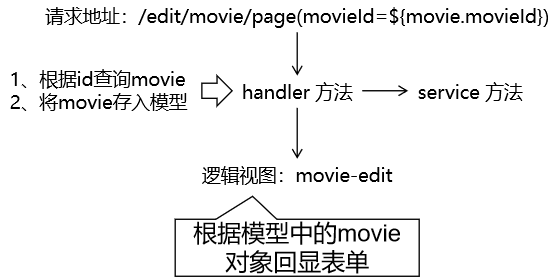 请求地址：/edit/movie/page(movieId=${movie.movieId})
1、根据id查询movie
2、将movie存入模型
handler 方法
service 方法
逻辑视图：movie-edit
根据模型中的movie
对象回显表单